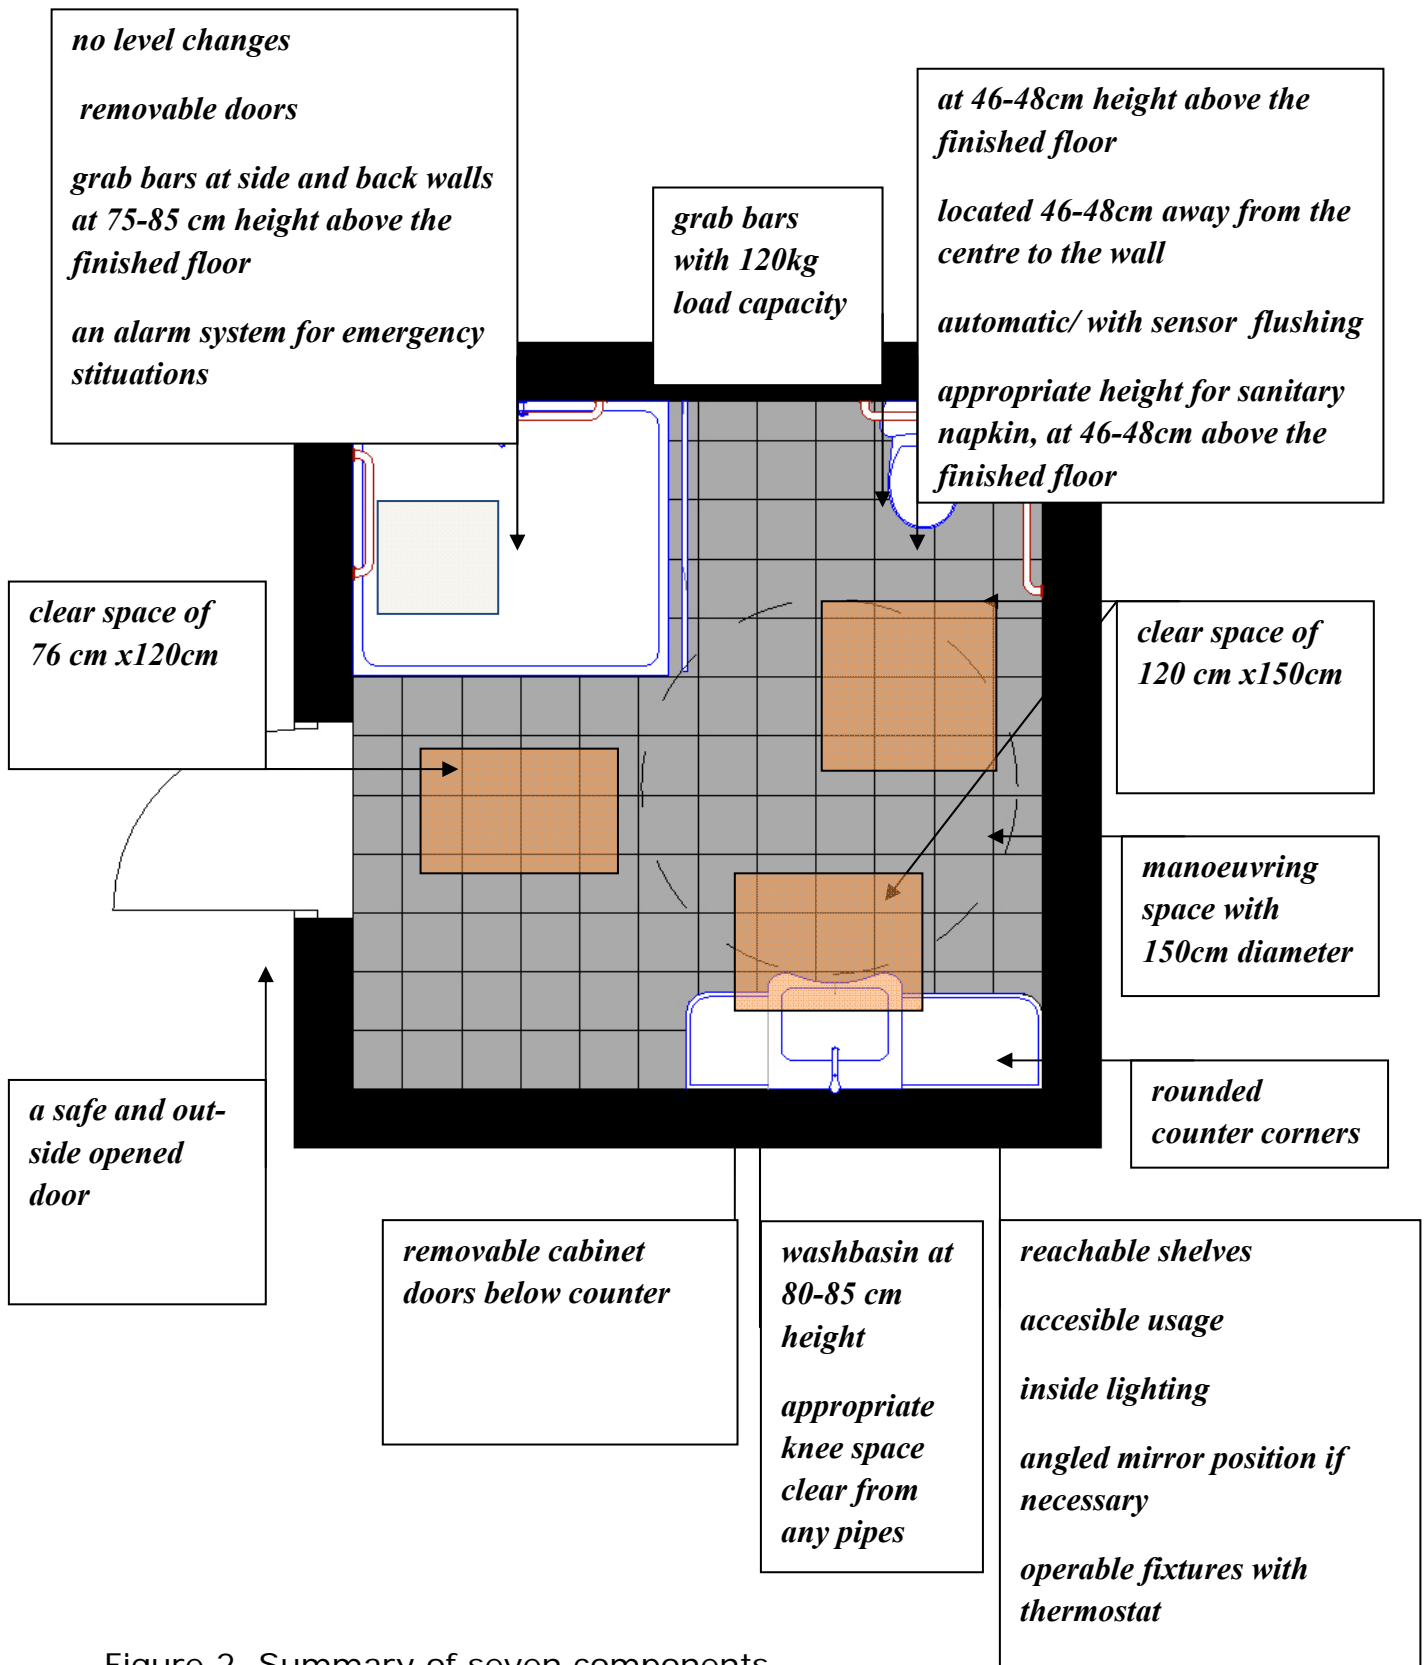 no level changes
removable doors
grab bars at side and back walls
at 75-85 cm height above the
finished floor
an alarm system for emergency
stituations
at 46-48cm height above the
finished floor
located 46-48cm away from the
centre to the wall
automatic/ with sensor flushing
appropriate height for sanitary
napkin, at 46-48cm above the
finished floor
grab bars
with 120kg
load capacity
clear space of
76 cm x120cm
clear space of
120 cm x150cm
manoeuvring
space with
150cm diameter
a safe and out-
side opened
door
rounded
counter corners
removable cabinet
doors below counter
washbasin at
80-85 cm
height
appropriate
knee space
clear from
any pipes
reachable shelves
accesible usage
inside lighting
angled mirror position if
necessary
operable fixtures with
thermostat
Figure 2. Summary of seven components